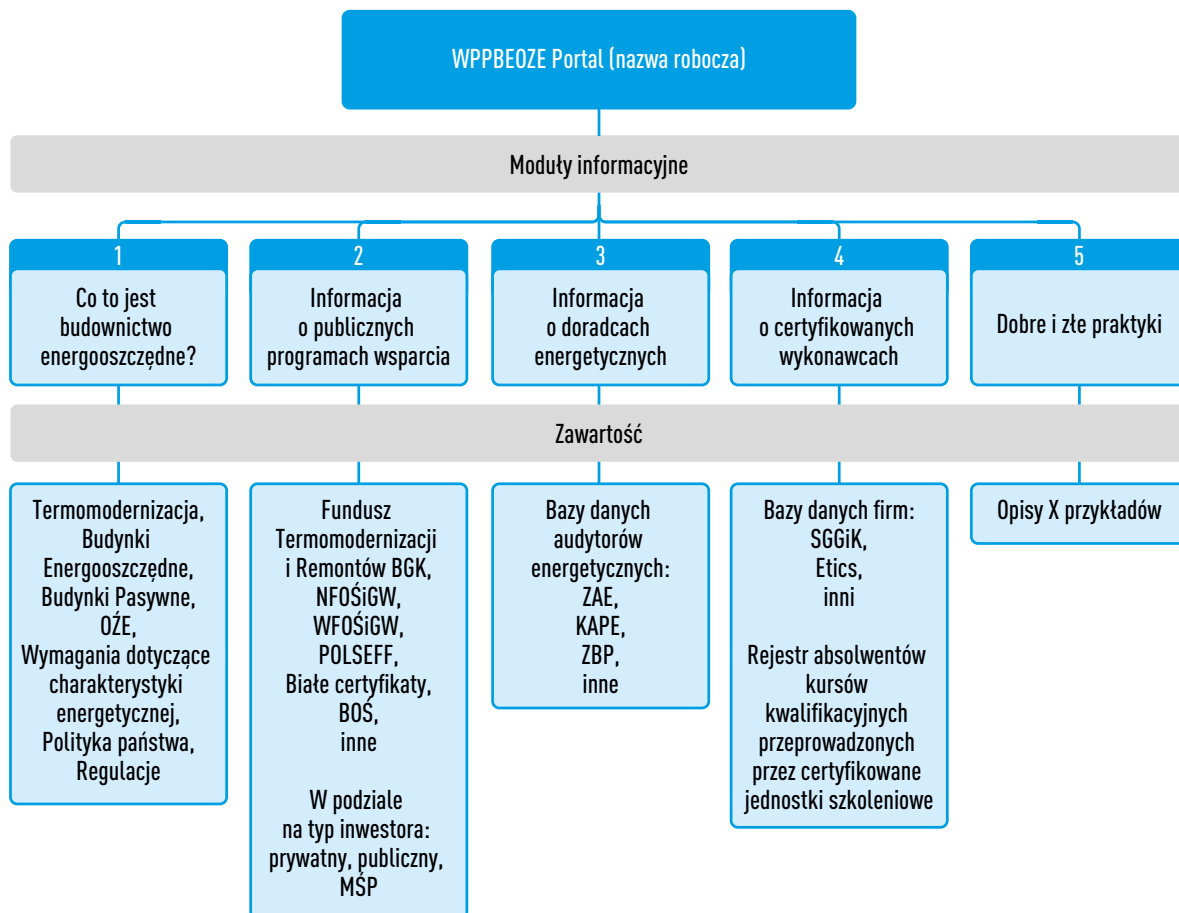 WPPBEOZE Portal (nazwa robocza)
Moduły informacyjne
1
Co to jest
budownictwo
energooszczędne?
2
Informacja
o publicznych
programach wsparcia
3
Informacja
o doradcach
energetycznych
4
Informacja
o certyfikowanych
wykonawcach
5
Dobre i złe praktyki
Zawartość
Termomodernizacja,
Budynki
Energooszczędne,
Budynki Pasywne,
OŹE,
Wymagania dotyczące
charakterystyki
energetycznej,
Polityka państwa,
Regulacje
Fundusz
Termomodernizacji
i Remontów BGK,
NFOŚiGW,
WFOŚiGW,
POLSEFF,
Białe certyfikaty,
BOŚ,
inne
W podziale
na typ inwestora:
prywatny, publiczny,
MŚP
Bazy danych
audytorów
energetycznych:
ZAE,
KAPE,
ZBP,
inne
Bazy danych firm:
SGGiK,
Etics,
inni
Rejestr absolwentów
kursów
kwalifikacyjnych
przeprowadzonych
przez certyfikowane
jednostki szkoleniowe
Opisy X przykładów